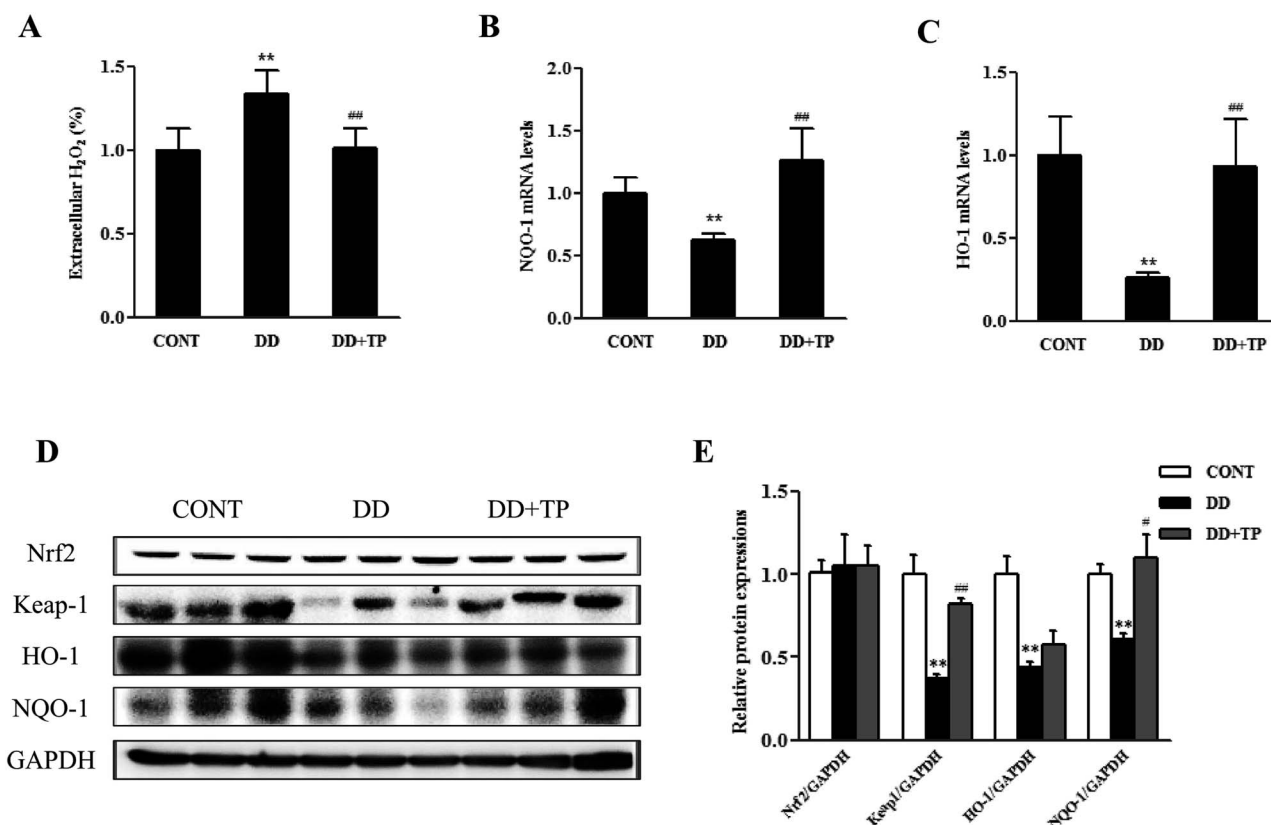 A
Extracellular H₂O₂ (%)
1.5
1.0
0.5
0.0
**
##
CONT DD DD+TP
B
NQO-1 mRNA levels
2.0
1.5
1.0
0.5
0.0
**
##
CONT DD DD+TP
C
HO-1 mRNA levels
1.5
1.0
0.5
0.0
**
##
CONT DD DD+TP
D
CONT DD DD+TP
Nrf2
Keap-1
HO-1
NQO-1
GAPDH
E
CONT
DD
DD+TP
Relative protein expressions
1.5
1.0
0.5
0.0
**
##
**
**
#
Nrf2/GAPDH
Keap1/GAPDH
HO-1/GAPDH
NQO-1/GAPDH